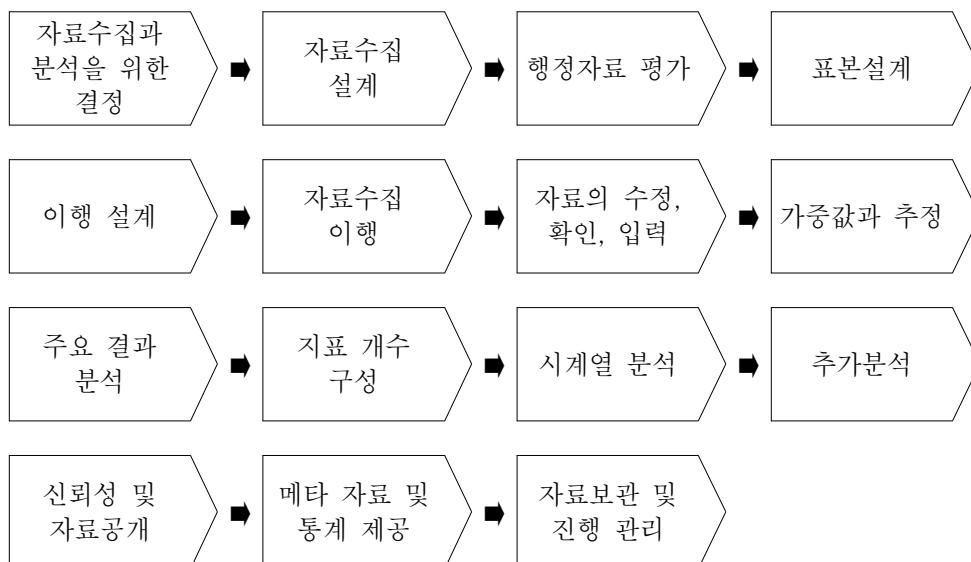 자료수집과
분석을 위한
결정
자료수집
설계
행정자료 평가
표본설계
이행 설계
자료수집
이행
자료의 수정,
확인, 입력
가중값과 추정
주요 결과
분석
지표 개수
구성
시계열 분석
추가분석
신뢰성 및
자료공개
메타 자료 및
통계 제공
자료보관 및
진행 관리